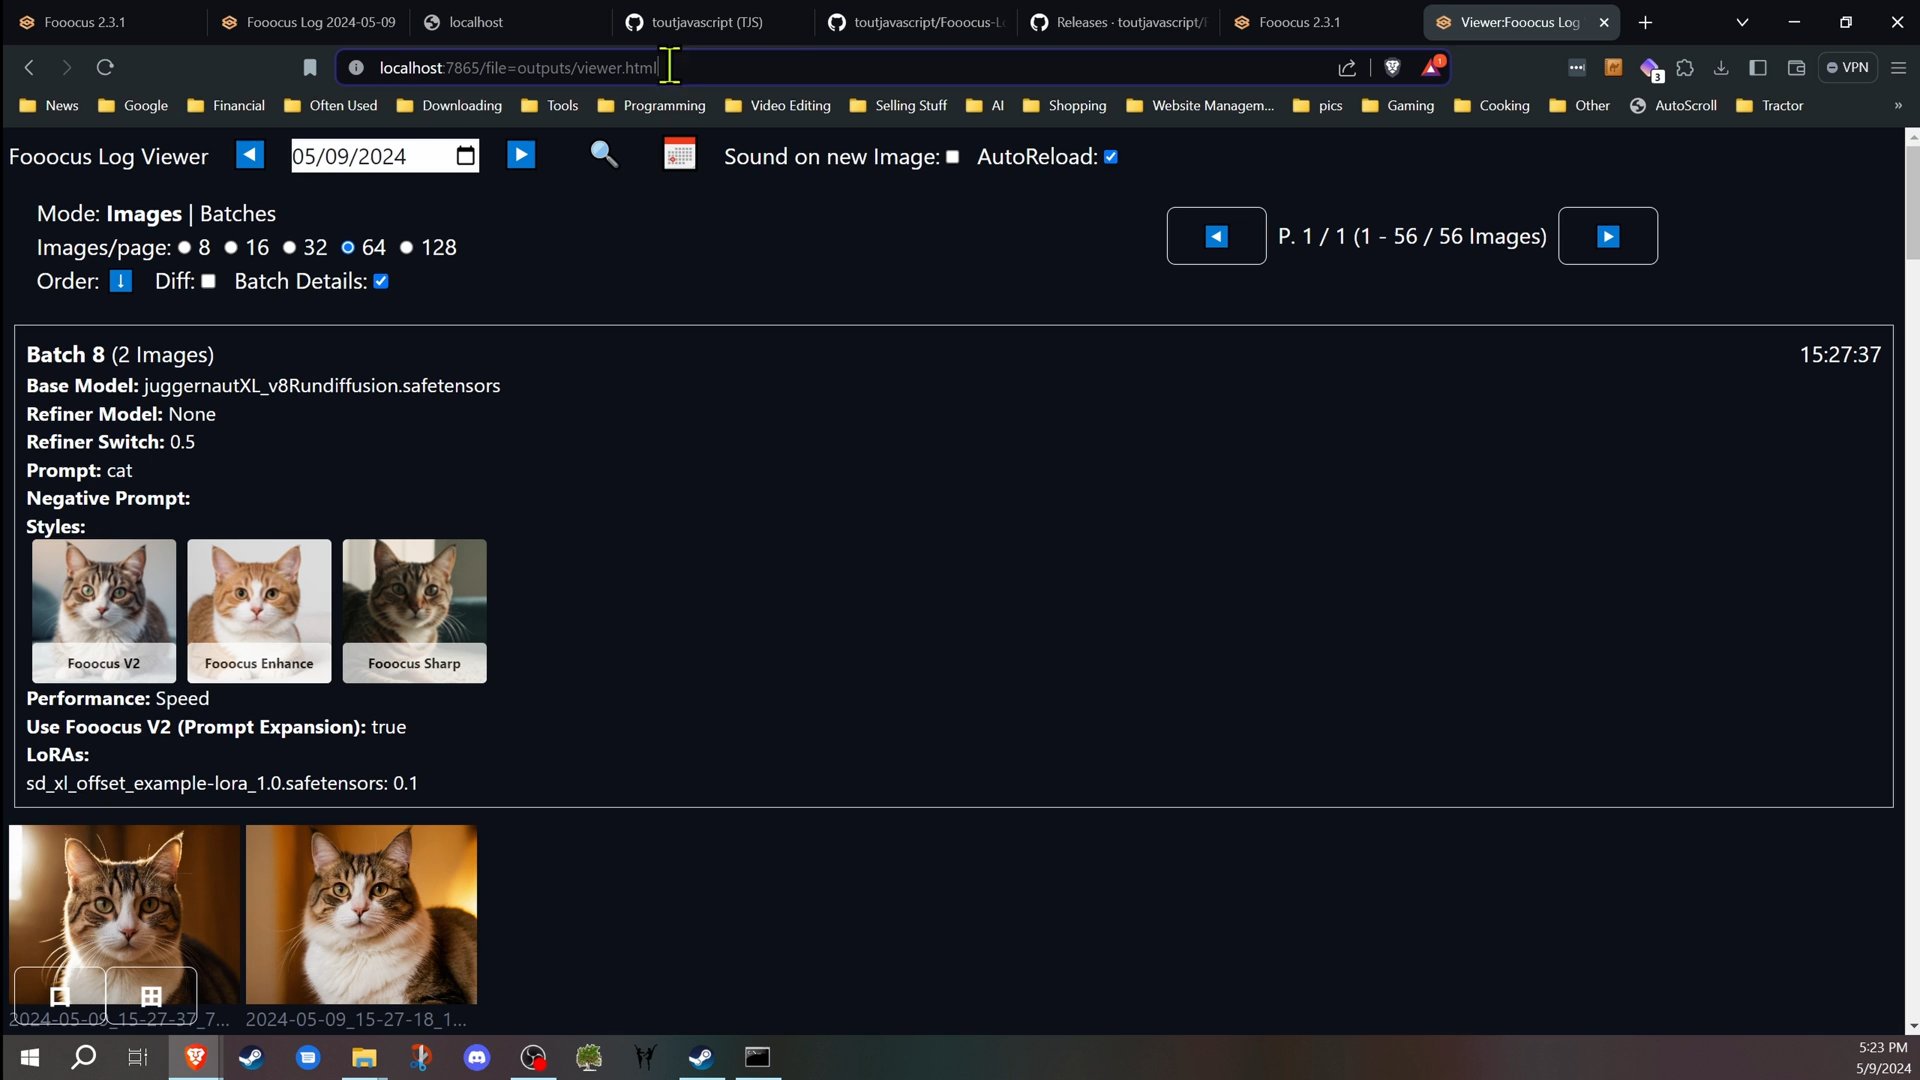 Fooocus 2.3.1
Fooocus Log 2024-05-09
localhost
toutjavascript (TJS)
toutjavascript/Fooocus-L
Releases · toutjavascript/F
Fooocus 2.3.1
Viewer:Fooocus Log
localhost:7865/file=outputs/viewer.html
1
3
VPN
News
Google
Financial
Often Used
Downloading
Tools
Programming
Video Editing
Selling Stuff
AI
Shopping
Website Managem...
pics
Gaming
Cooking
Other
AutoScroll
Tractor
»
Fooocus Log Viewer
05/09/2024
Sound on new Image:
AutoReload:
Mode: Images | Batches
Images/page: 8 16 32 64 128
P. 1 / 1 (1 - 56 / 56 Images)
Order: Diff: Batch Details:
Batch 8 (2 Images)
15:27:37
Base Model: juggernautXL_v8Rundiffusion.safetensors
Refiner Model: None
Refiner Switch: 0.5
Prompt: cat
Negative Prompt:
Styles:
Fooocus V2
Fooocus Enhance
Fooocus Sharp
Performance: Speed
Use Fooocus V2 (Prompt Expansion): true
LoRAs:
sd_xl_offset_example-lora_1.0.safetensors: 0.1
2024-05-09_15-27-37_7...
2024-05-09_15-27-18_1...
5:23 PM
5/9/2024